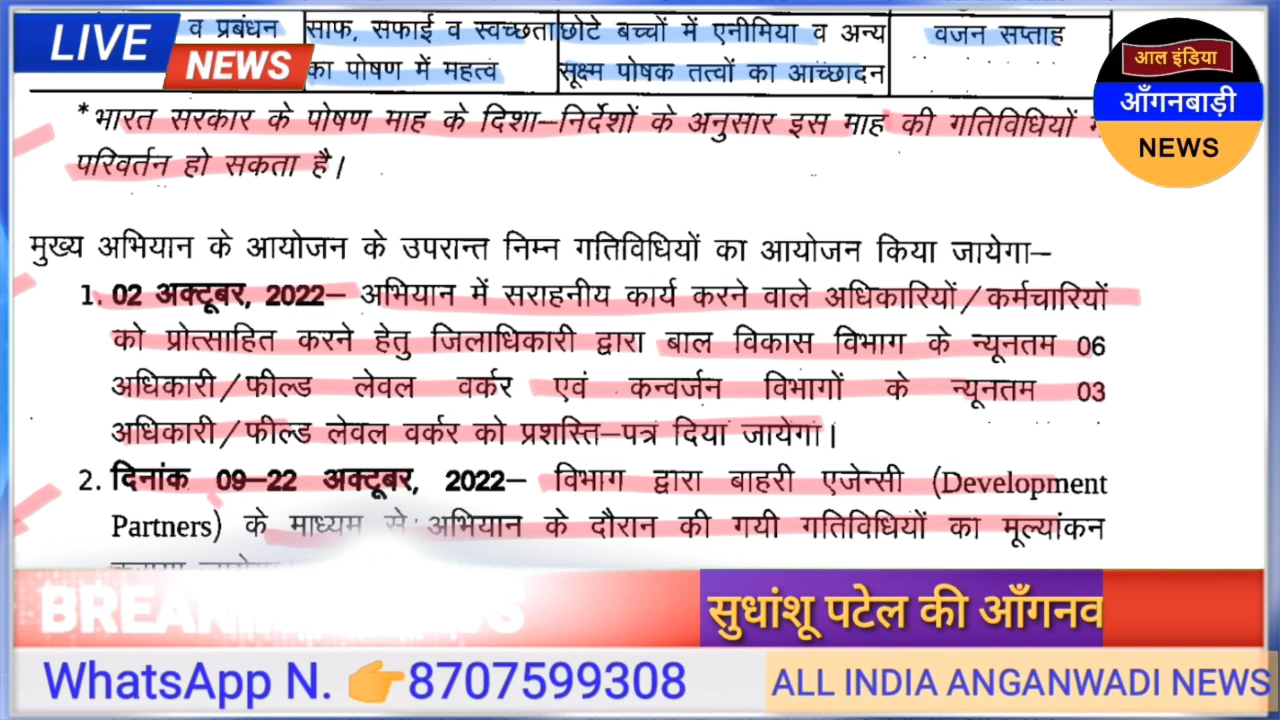 LIVE
NEWS
व प्रबंधन
साफ, सफाई व स्वच्छता
का पोषण में महत्व
छोटे बच्चों में एनीमिया व अन्य
सूक्ष्म पोषक तत्वों का आच्छादन
वजन सप्ताह
आल इंडिया
आँगनबाड़ी
NEWS
*भारत सरकार के पोषण माह के दिशा–निर्देशों के अनुसार इस माह की गतिविधियों
परिवर्तन हो सकता है।
मुख्य अभियान के आयोजन के उपरान्त निम्न गतिविधियों का आयोजन किया जायेगा–
1. 02 अक्टूबर, 2022– अभियान में सराहनीय कार्य करने वाले अधिकारियों/कर्मचारियों
को प्रोत्साहित करने हेतु जिलाधिकारी द्वारा बाल विकास विभाग के न्यूनतम 06
अधिकारी/फील्ड लेवल वर्कर एवं कन्वर्जन विभागों के न्यूनतम 03
अधिकारी/फील्ड लेवल वर्कर को प्रशस्ति–पत्र दिया जायेगा।
2. दिनांक 09–22 अक्टूबर, 2022– विभाग द्वारा बाहरी एजेन्सी (Development
Partners) के माध्यम से अभियान के दौरान की गयी गतिविधियों का मूल्यांकन
BREAKING NEWS
सुधांशू पटेल की आँगनव
WhatsApp N. 👉8707599308
ALL INDIA ANGANWADI NEWS